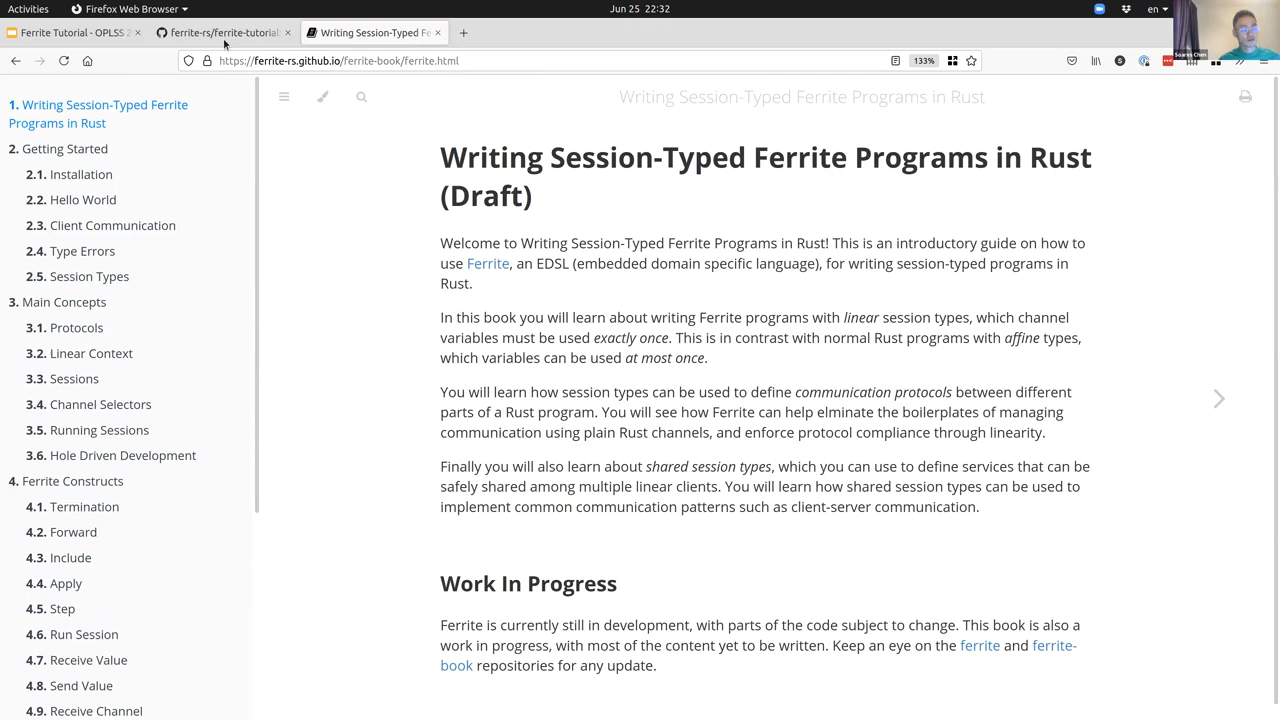 Activities
Firefox Web Browser
Jun 25 22:32
en
Ferrite Tutorial - OPLSS 2
ferrite-rs/ferrite-tutorial:
Writing Session-Typed Fe
https://ferrite-rs.github.io/ferrite-book/ferrite.html
133%
Soares Chen
1. Writing Session-Typed Ferrite
Programs in Rust
2. Getting Started
2.1. Installation
2.2. Hello World
2.3. Client Communication
2.4. Type Errors
2.5. Session Types
3. Main Concepts
3.1. Protocols
3.2. Linear Context
3.3. Sessions
3.4. Channel Selectors
3.5. Running Sessions
3.6. Hole Driven Development
4. Ferrite Constructs
4.1. Termination
4.2. Forward
4.3. Include
4.4. Apply
4.5. Step
4.6. Run Session
4.7. Receive Value
4.8. Send Value
4.9. Receive Channel
Writing Session-Typed Ferrite Programs in Rust
Writing Session-Typed Ferrite Programs in Rust
(Draft)
Welcome to Writing Session-Typed Ferrite Programs in Rust! This is an introductory guide on how to
use Ferrite, an EDSL (embedded domain specific language), for writing session-typed programs in
Rust.
In this book you will learn about writing Ferrite programs with linear session types, which channel
variables must be used exactly once. This is in contrast with normal Rust programs with affine types,
which variables can be used at most once.
You will learn how session types can be used to define communication protocols between different
parts of a Rust program. You will see how Ferrite can help elminate the boilerplates of managing
communication using plain Rust channels, and enforce protocol compliance through linearity.
Finally you will also learn about shared session types, which you can use to define services that can be
safely shared among multiple linear clients. You will learn how shared session types can be used to
implement common communication patterns such as client-server communication.
Work In Progress
Ferrite is currently still in development, with parts of the code subject to change. This book is also a
work in progress, with most of the content yet to be written. Keep an eye on the ferrite and ferrite-
book repositories for any update.